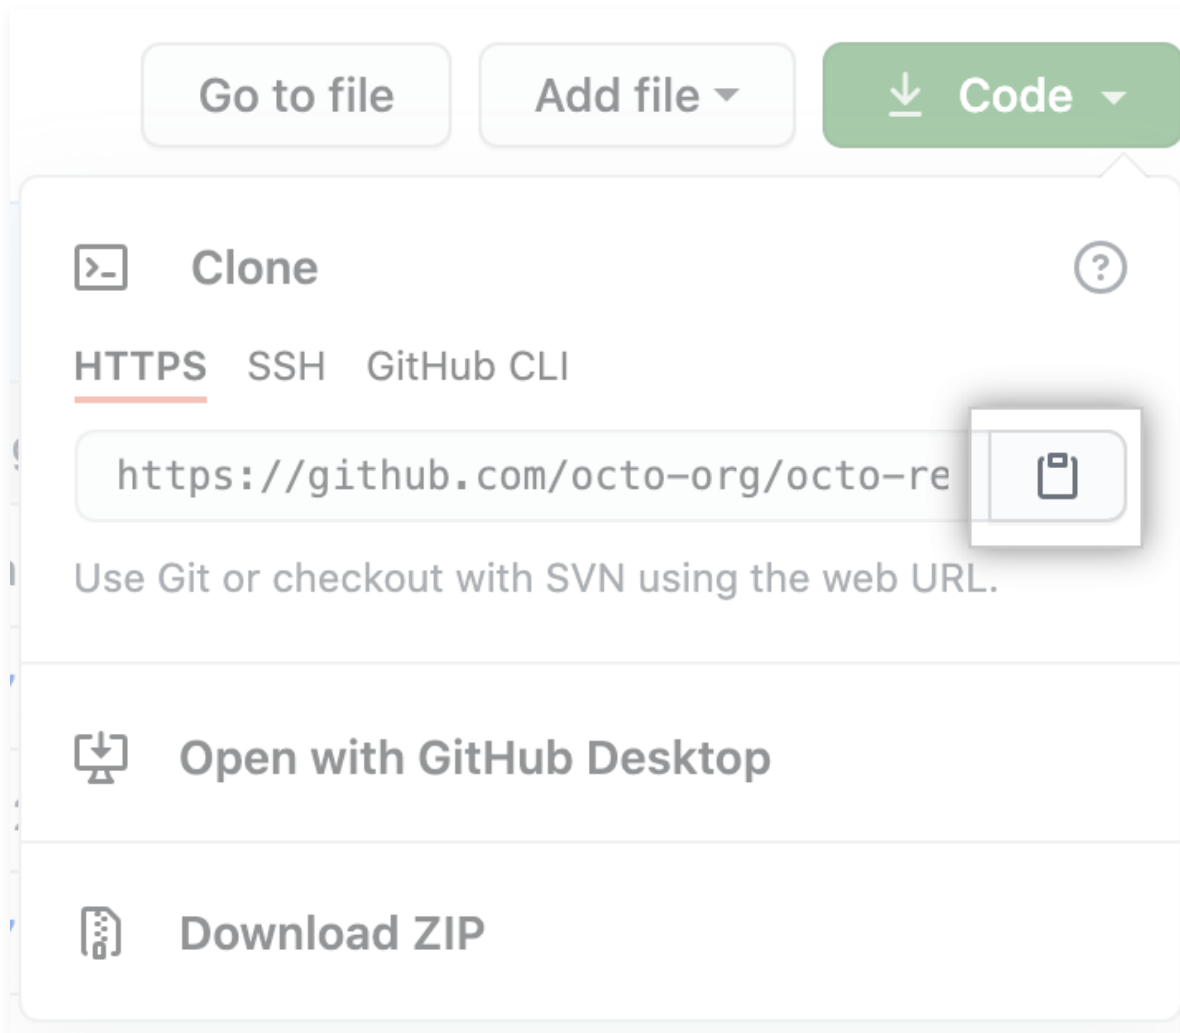 Go to file Add file Code
Clone
HTTPS SSH GitHub CLI
https://github.com/octo-org/octo-re
Use Git or checkout with SVN using the web URL.
Open with GitHub Desktop
Download ZIP